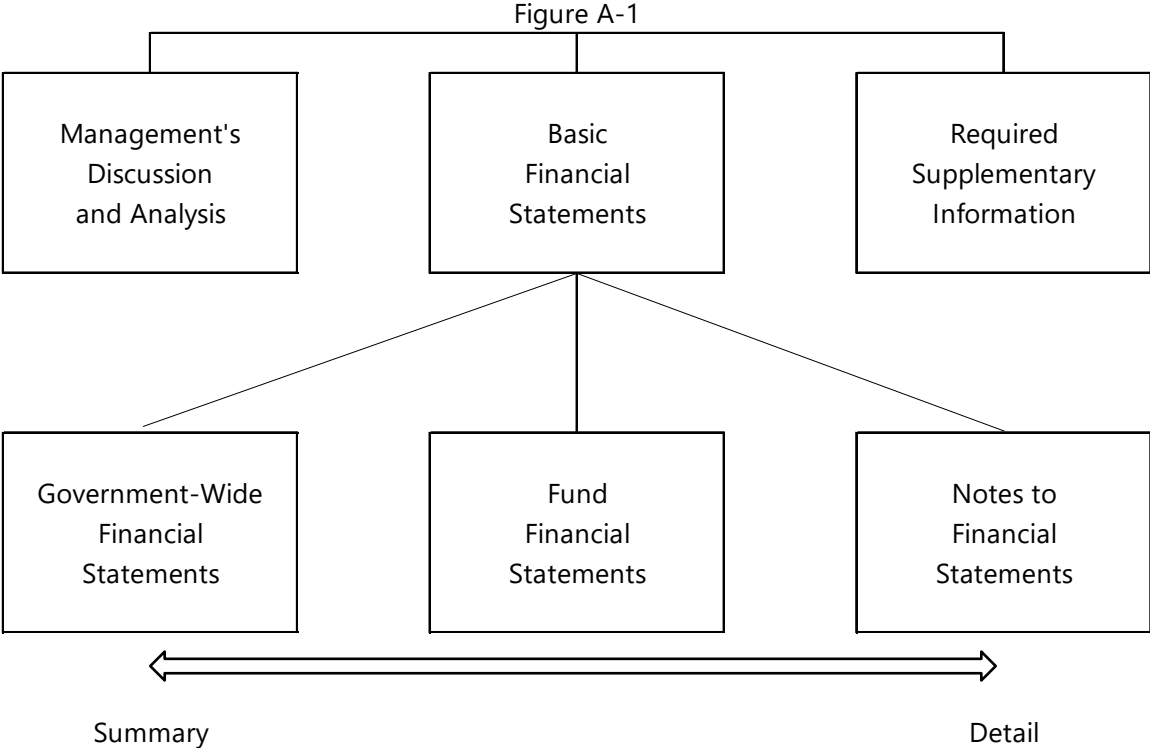 Figure A-1
Management's
Discussion
and Analysis
Basic
Financial
Statements
Required
Supplementary
Information
Government-Wide
Financial
Statements
Fund
Financial
Statements
Notes to
Financial
Statements
Summary
Detail